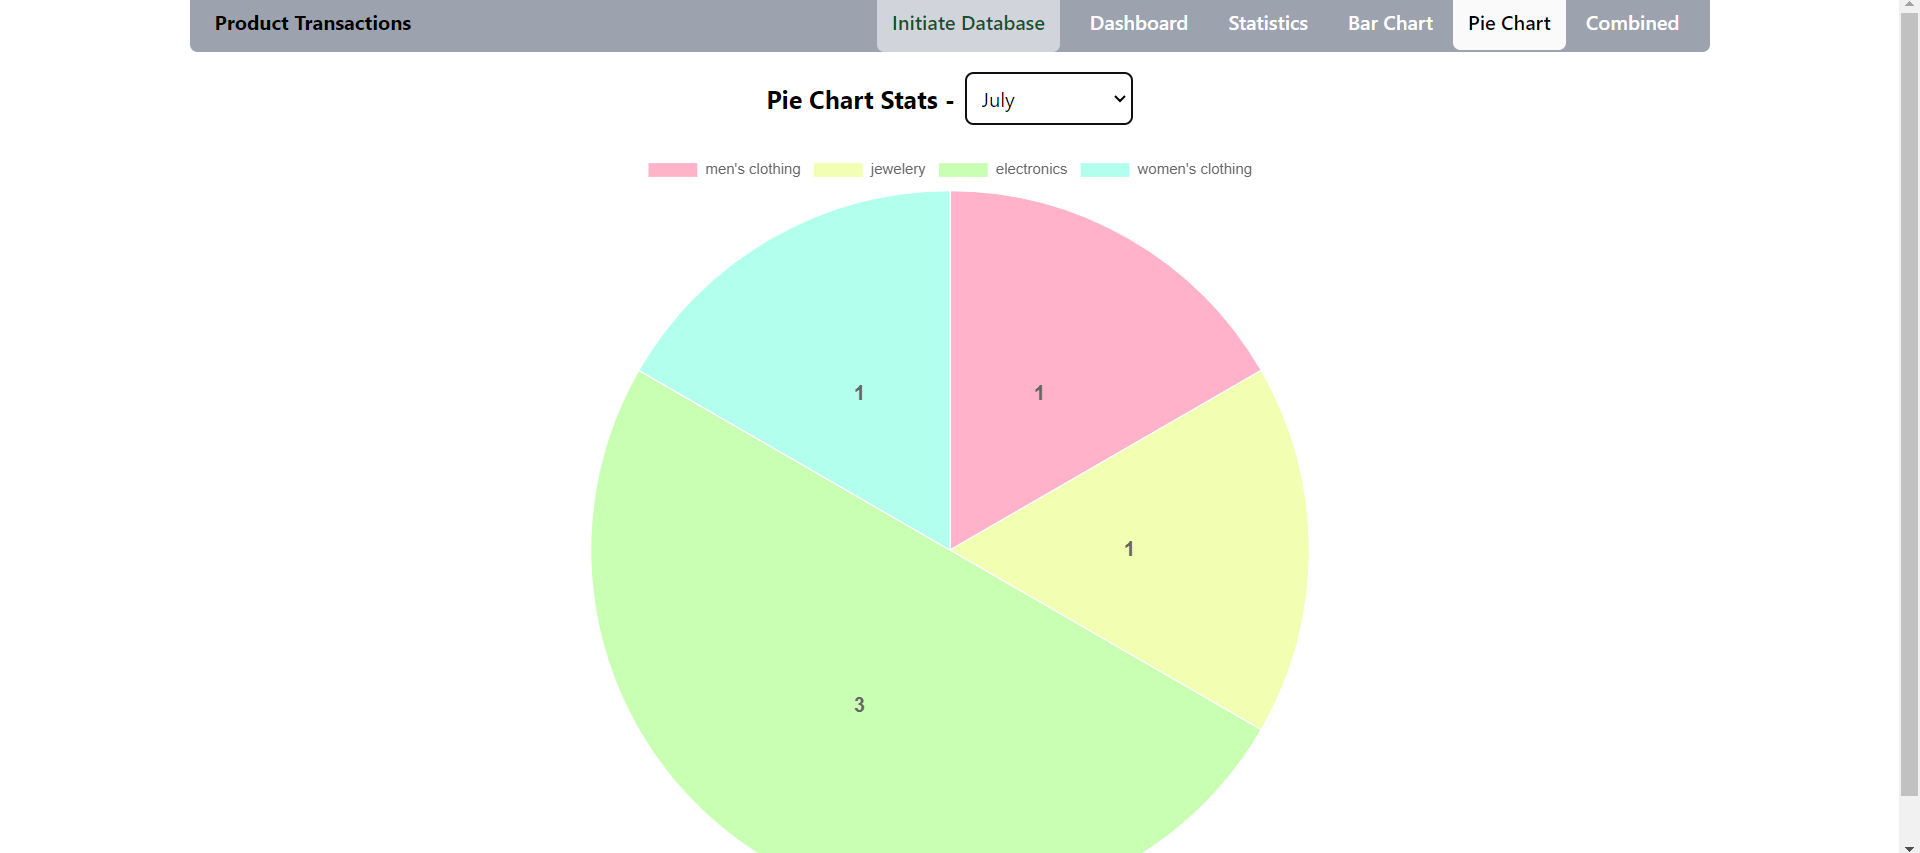 Product Transactions Initiate Database Dashboard Statistics Bar Chart Pie Chart Combined
Pie Chart Stats - July
men's clothing jewelery electronics women's clothing
1 1
1
3